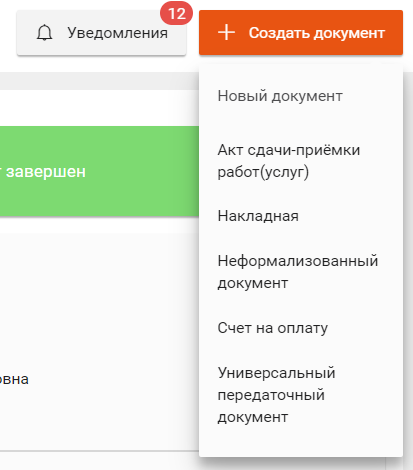 12
Уведомления
Создать документ
Новый документ
т завершен
Акт сдачи-приёмки
работ(услуг)
Накладная
Неформализованный
документ
Счет на оплату
овна
Универсальный
передаточный
документ